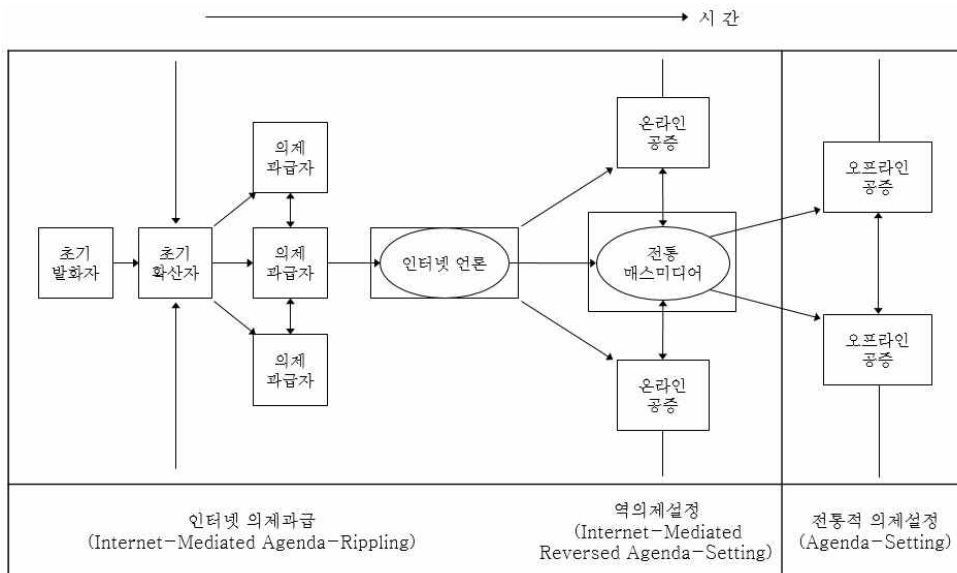 시 간
온라인
공중
의제
파급자
오프라인
공중
초기
발화자
초기
확산자
의제
파급자
인터넷 언론
전통
매스미디어
의제
파급자
오프라인
공중
온라인
공중
인터넷 의제파급
(Internet-Mediated Agenda-Rippling)
역의제설정
(Internet-Mediated
Reversed Agenda-Setting)
전통적 의제설정
(Agenda-Setting)